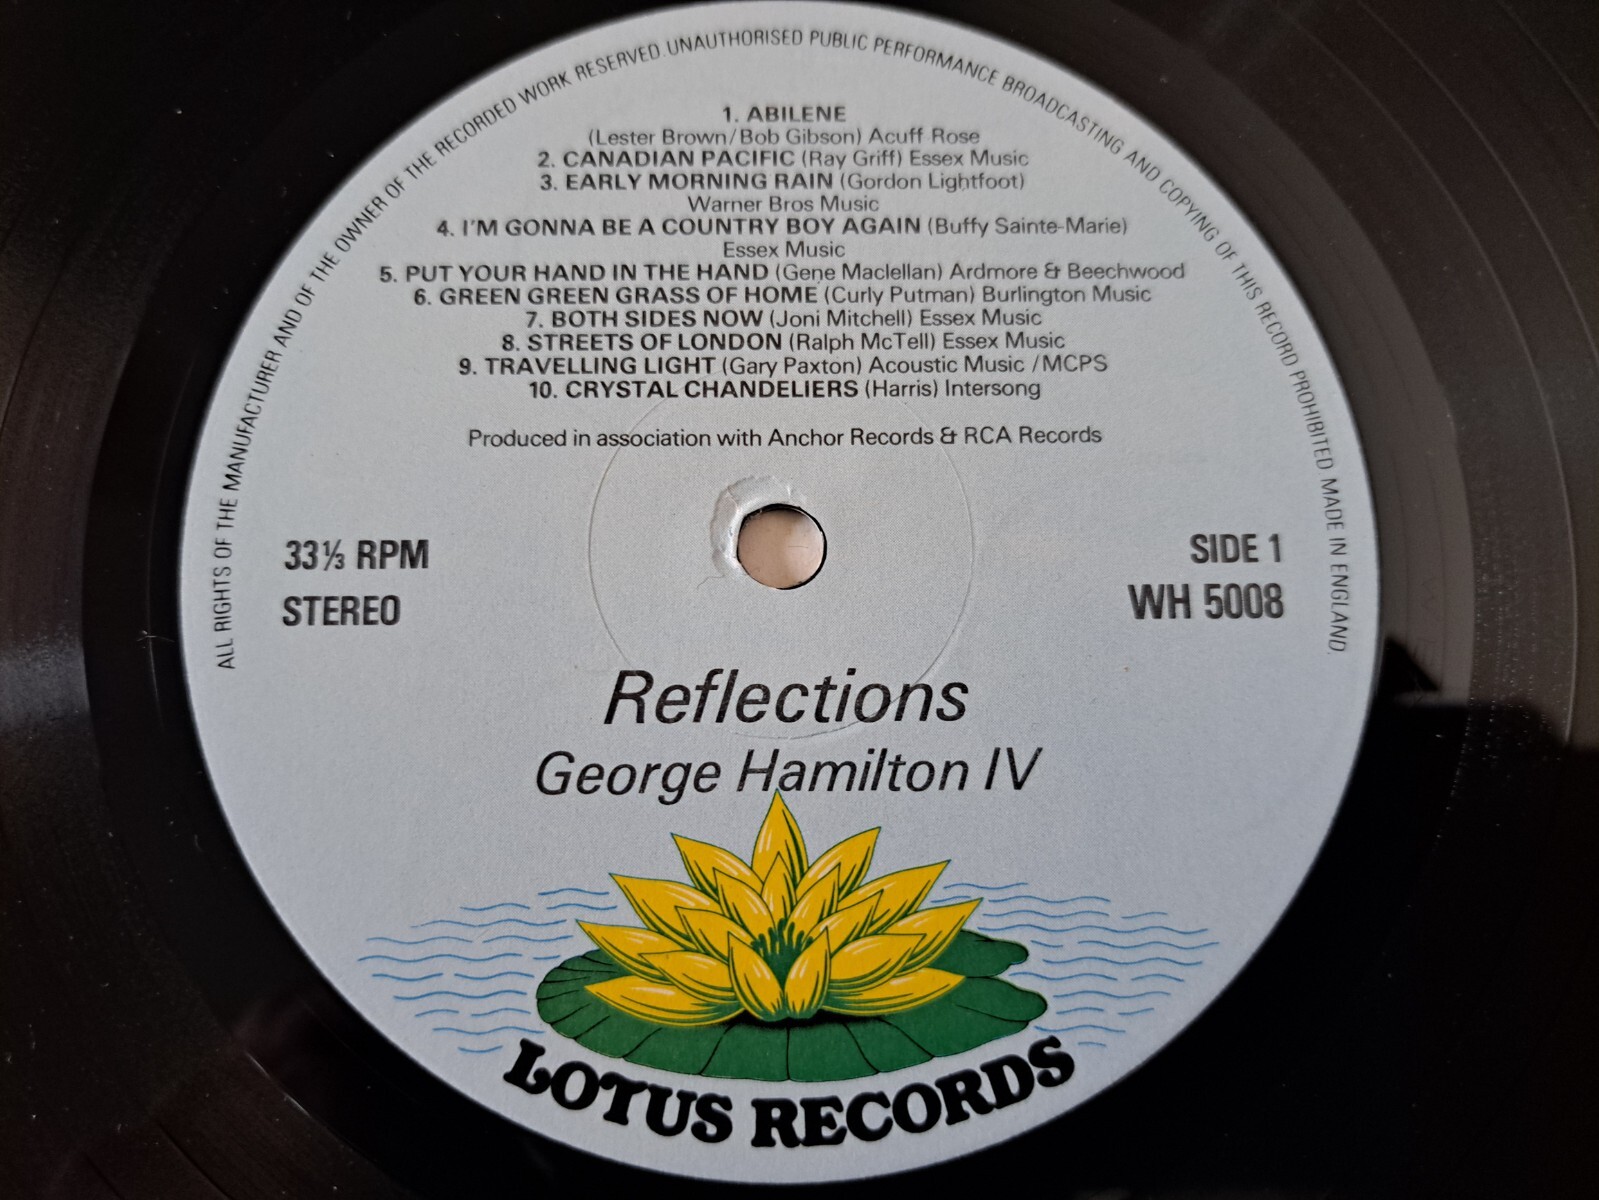 ALL RIGHTS OF THE MANUFACTURER AND OF THE OWNER OF THE RECORDED WORK RESERVED. UNAUTHORISED PUBLIC PERFORMANCE BROADCASTING AND COPYING OF THIS RECORD PROHIBITED MADE IN ENGLAND.
1. ABILENE
(Lester Brown/Bob Gibson) Acuff Rose
2. CANADIAN PACIFIC (Ray Griff) Essex Music
3. EARLY MORNING RAIN (Gordon Lightfoot)
Warner Bros Music
4. I'M GONNA BE A COUNTRY BOY AGAIN (Buffy Sainte-Marie)
Essex Music
5. PUT YOUR HAND IN THE HAND (Gene Maclellan) Ardmore & Beechwood
6. GREEN GREEN GRASS OF HOME (Curly Putman) Burlington Music
7. BOTH SIDES NOW (Joni Mitchell) Essex Music
8. STREETS OF LONDON (Ralph McTell) Essex Music
9. TRAVELLING LIGHT (Gary Paxton) Acoustic Music /MCPS
10. CRYSTAL CHANDELIERS (Harris) Intersong
Produced in association with Anchor Records & RCA Records
33⅓ RPM
STEREO
SIDE 1
WH 5008
Reflections
George Hamilton IV
LOTUS RECORDS